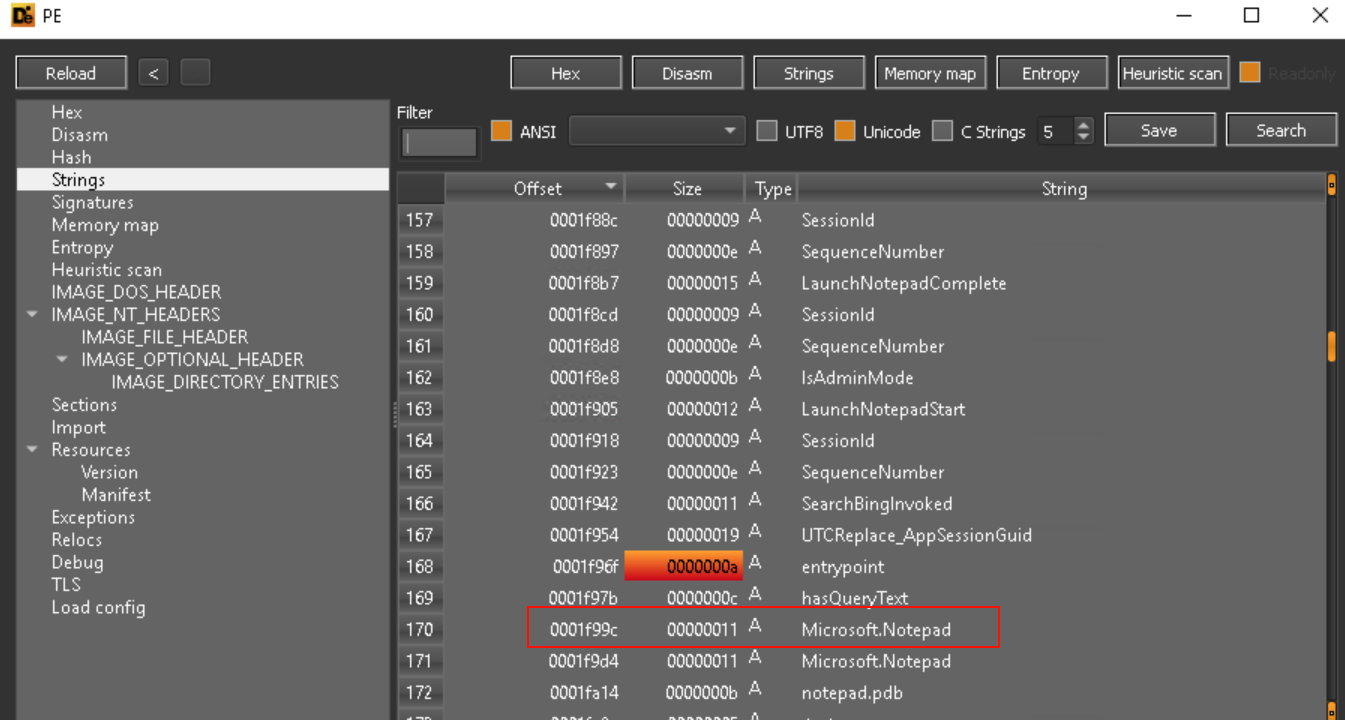 PE
Reload < Hex Disasm Strings Memory map Entropy Heuristic scan Readonly
Hex
Disasm
Hash
Strings
Signatures
Memory map
Entropy
Heuristic scan
IMAGE_DOS_HEADER
IMAGE_NT_HEADERS
IMAGE_FILE_HEADER
IMAGE_OPTIONAL_HEADER
IMAGE_DIRECTORY_ENTRIES
Sections
Import
Resources
Version
Manifest
Exceptions
Relocs
Debug
TLS
Load config
Filter
ANSI UTF8 Unicode C Strings 5 Save Search
Offset Size Type String
157 0001f88c 00000009 A SessionId
158 0001f897 0000000e A SequenceNumber
159 0001f8b7 00000015 A LaunchNotepadComplete
160 0001f8cd 00000009 A SessionId
161 0001f8d8 0000000e A SequenceNumber
162 0001f8e8 0000000b A IsAdminMode
163 0001f905 00000012 A LaunchNotepadStart
164 0001f918 00000009 A SessionId
165 0001f923 0000000e A SequenceNumber
166 0001f942 00000011 A SearchBingInvoked
167 0001f954 00000019 A UTCReplace_AppSessionGuid
168 0001f96f 0000000a A entrypoint
169 0001f97b 0000000c A hasQueryText
170 0001f99c 00000011 A Microsoft.Notepad
171 0001f9d4 00000011 A Microsoft.Notepad
172 0001fa14 0000000b A notepad.pdb